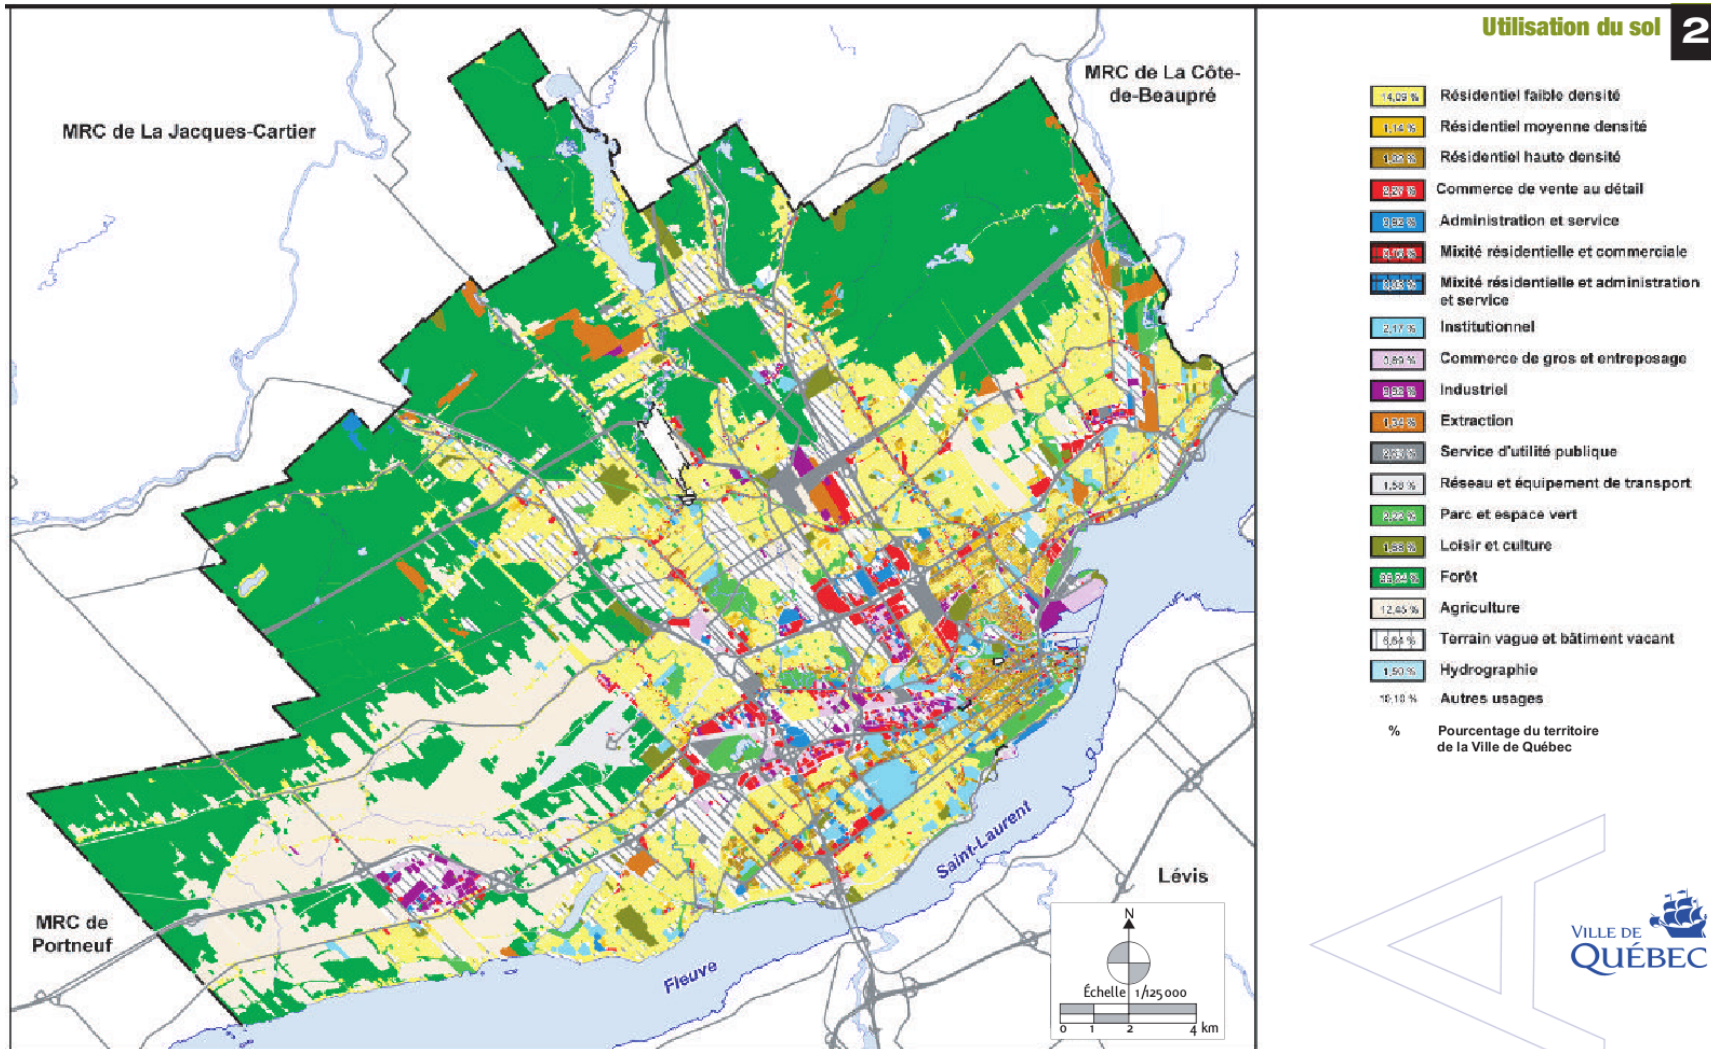 Utilisation du sol 2
MRC de La Jacques-Cartier
MRC de La Côte-
de-Beaupré
14,09 % Résidentiel faible densité
1,14 % Résidentiel moyenne densité
Résidentiel haute densité
2,27 % Commerce de vente au détail
Administration et service
Mixité résidentielle et commerciale
Mixité résidentielle et administration
et service
2,17 % Institutionnel
Commerce de gros et entreposage
Industriel
Extraction
Service d'utilité publique
1,58 % Réseau et équipement de transport
2,22 % Parc et espace vert
Loisir et culture
Forêt
12,45 % Agriculture
Terrain vague et bâtiment vacant
1,50 % Hydrographie
Autres usages
% Pourcentage du territoire
de la Ville de Québec
Saint-Laurent
Fleuve
Lévis
MRC de
Portneuf
N
Échelle 1/125 000
0 1 2 4 km
VILLE DE
QUÉBEC